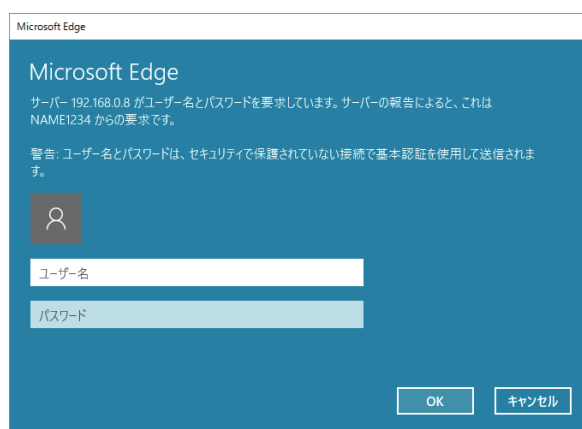 Microsoft Edge
Microsoft Edge
サーバー 192.168.0.8 がユーザー名とパスワードを要求しています。サーバーの報告によると、これは
NAME1234 からの要求です。
警告: ユーザー名とパスワードは、セキュリティで保護されていない接続で基本認証を使用して送信されま
す。
ユーザー名
パスワード
OK キャンセル